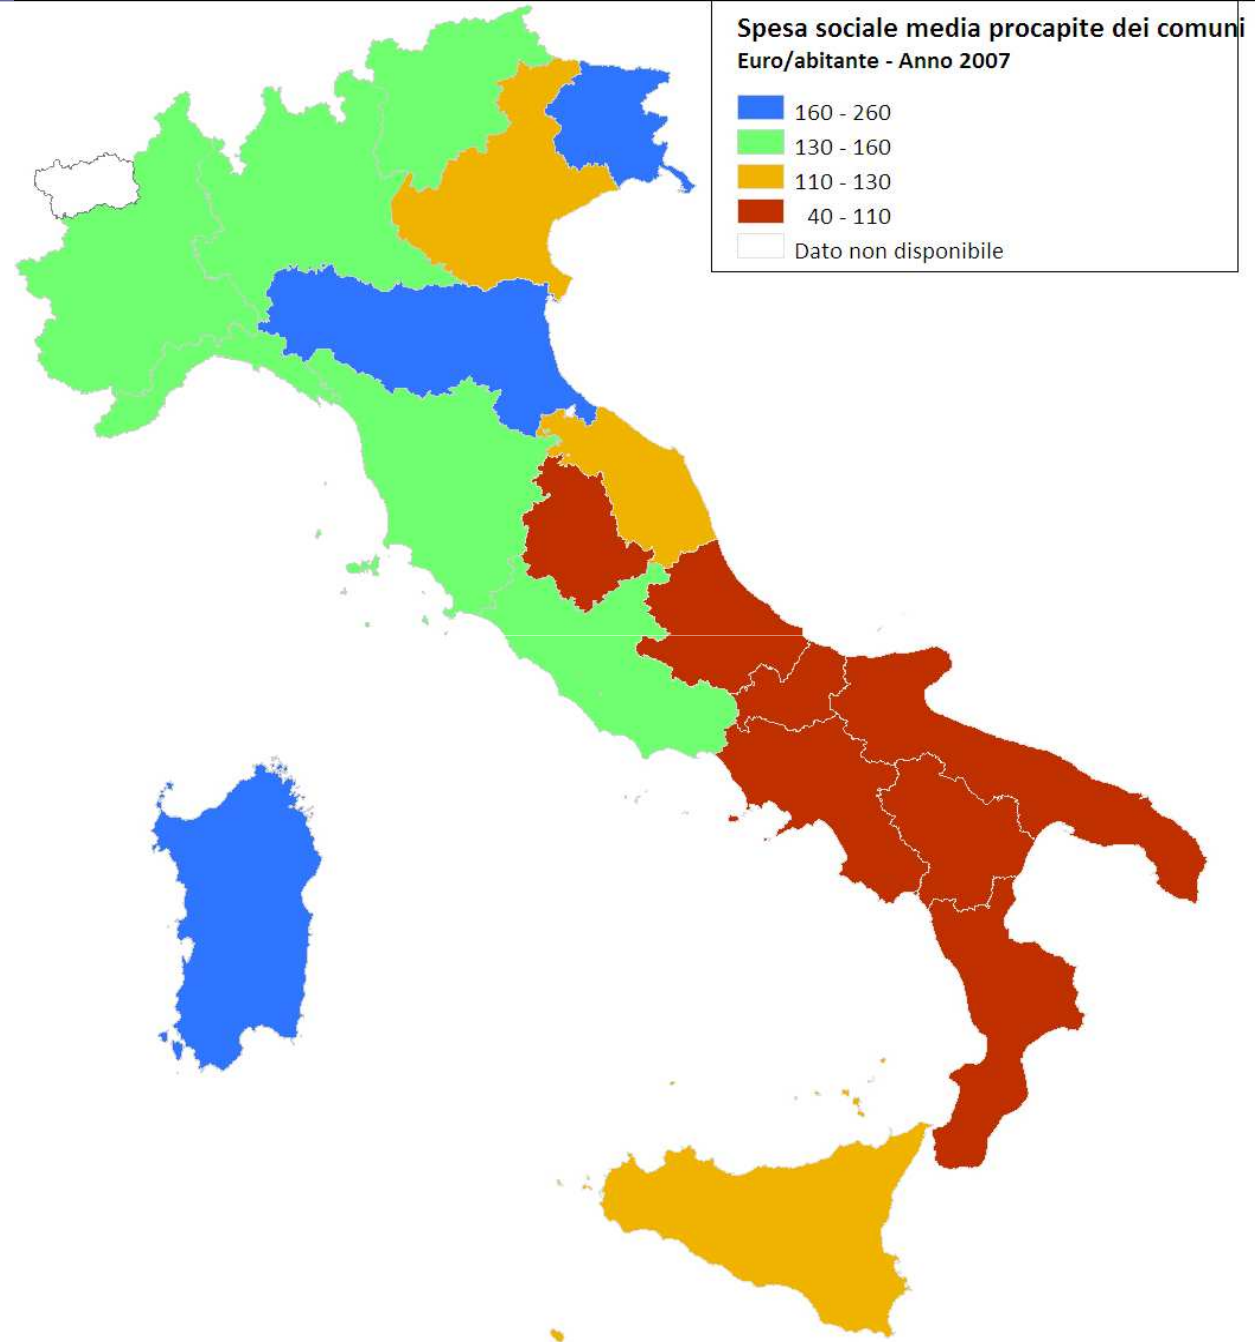 Spesa sociale media procapite dei comuni
Euro/abitante - Anno 2007
160 - 260
130 - 160
110 - 130
40 - 110
Dato non disponibile